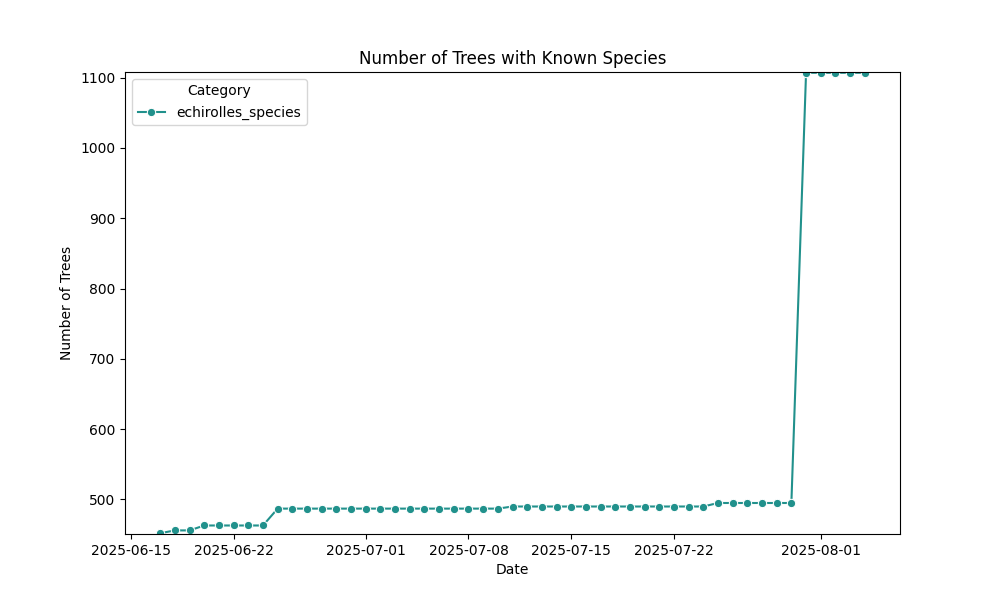 Number of Trees with Known Species
Category
echirolles_species
Number of Trees
1100
1000
900
800
700
600
500
2025-06-15
2025-06-22
2025-07-01
2025-07-08
2025-07-15
2025-07-22
2025-08-01
Date